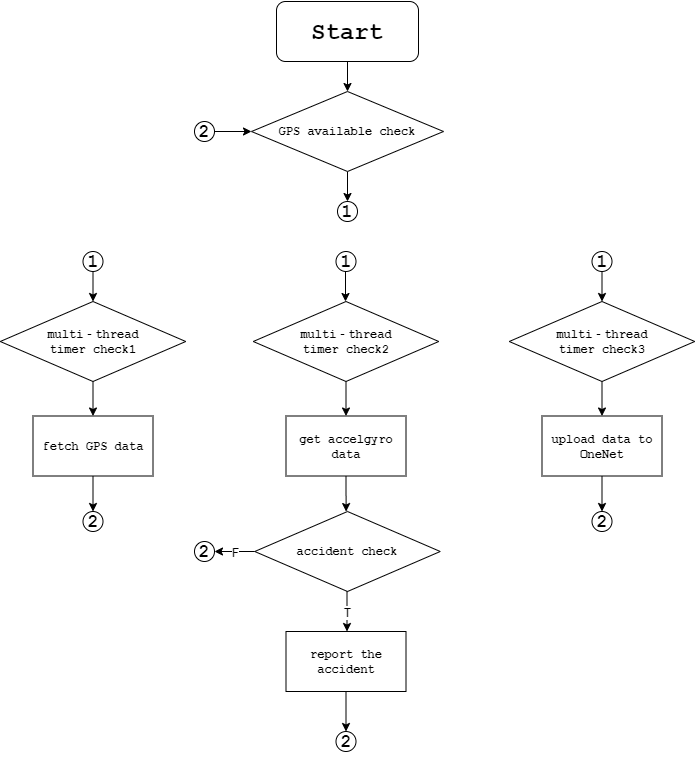 Start
2
GPS available check
1
1
1
1
multi-thread
timer check1
multi-thread
timer check2
multi-thread
timer check3
fetch GPS data
get accelgyro
data
upload data to
OneNet
2
2
2
F
accident check
T
report the
accident
2